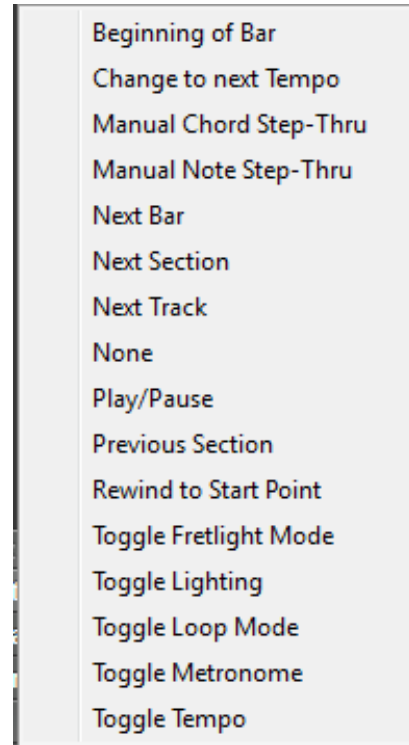 Beginning of Bar
Change to next Tempo
Manual Chord Step-Thru
Manual Note Step-Thru
Next Bar
Next Section
Next Track
None
Play/Pause
Previous Section
Rewind to Start Point
Toggle Fretlight Mode
Toggle Lighting
Toggle Loop Mode
Toggle Metronome
Toggle Tempo